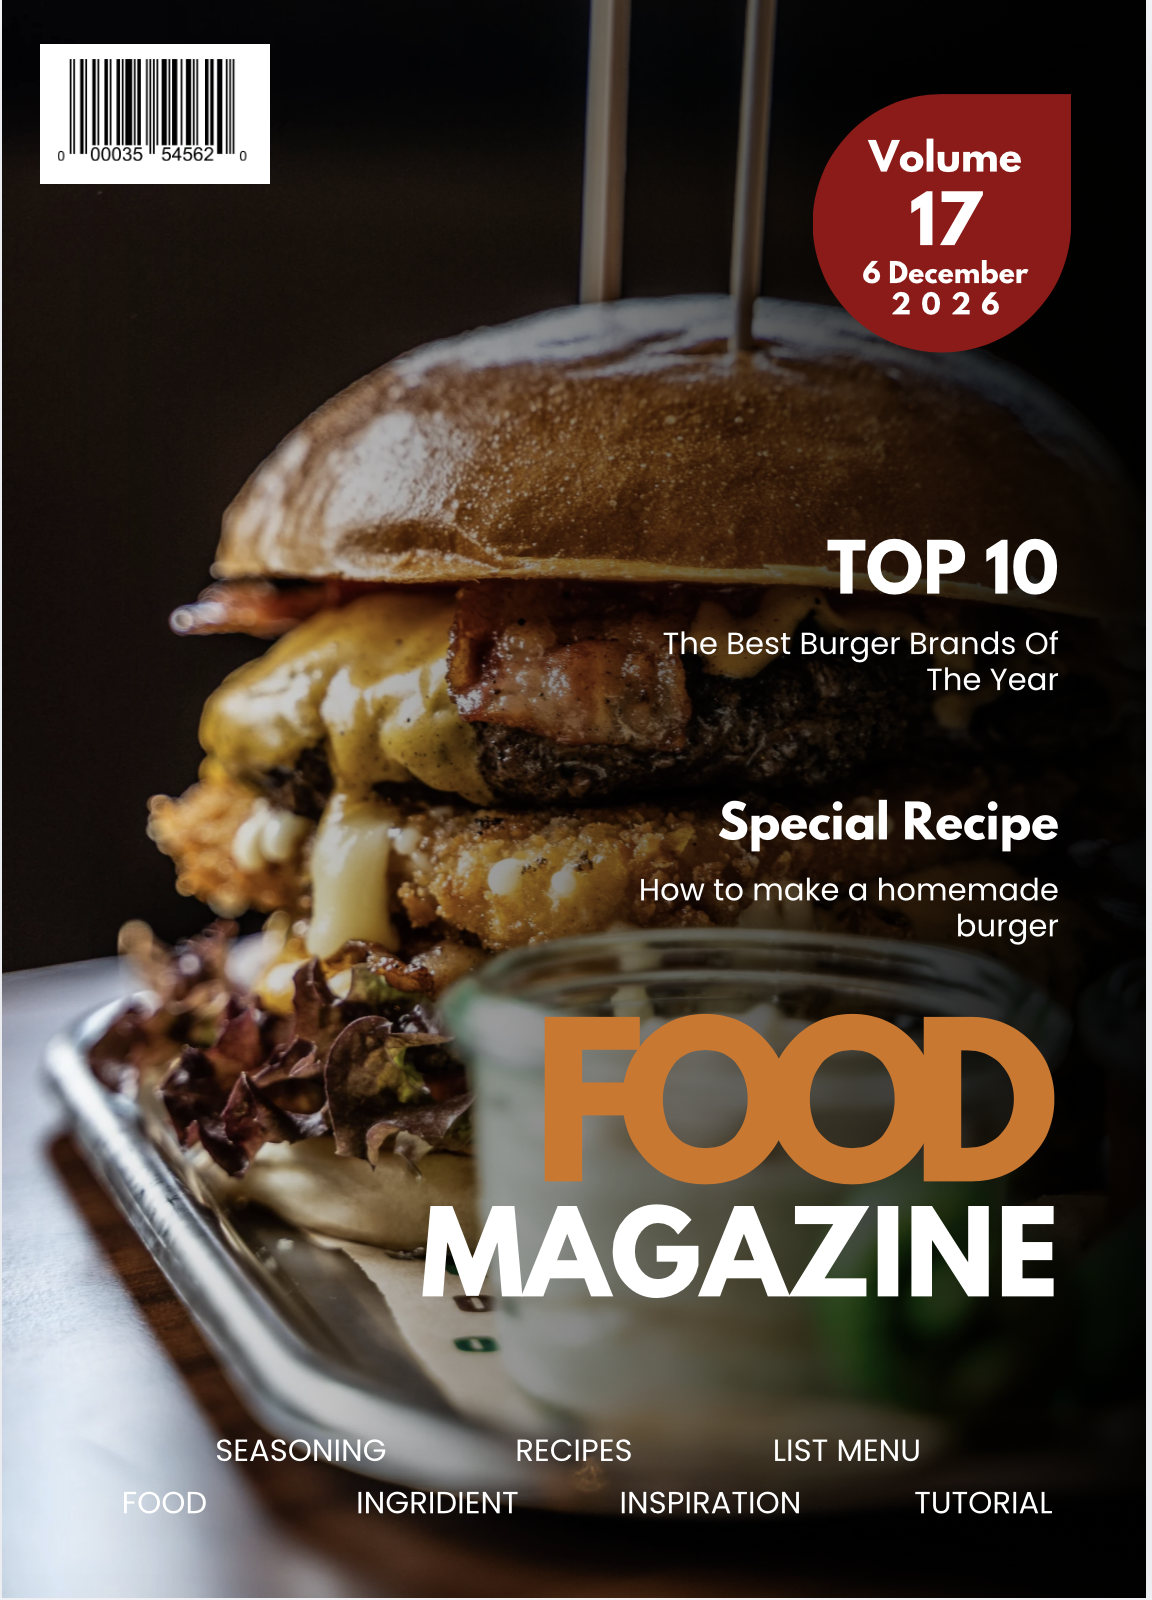 0 00035 54562 0
Volume
17
6 December
2026
TOP 10
The Best Burger Brands Of
The Year
Special Recipe
How to make a homemade
burger
FOOD
MAGAZINE
SEASONING RECIPES LIST MENU
FOOD INGRIDIENT INSPIRATION TUTORIAL